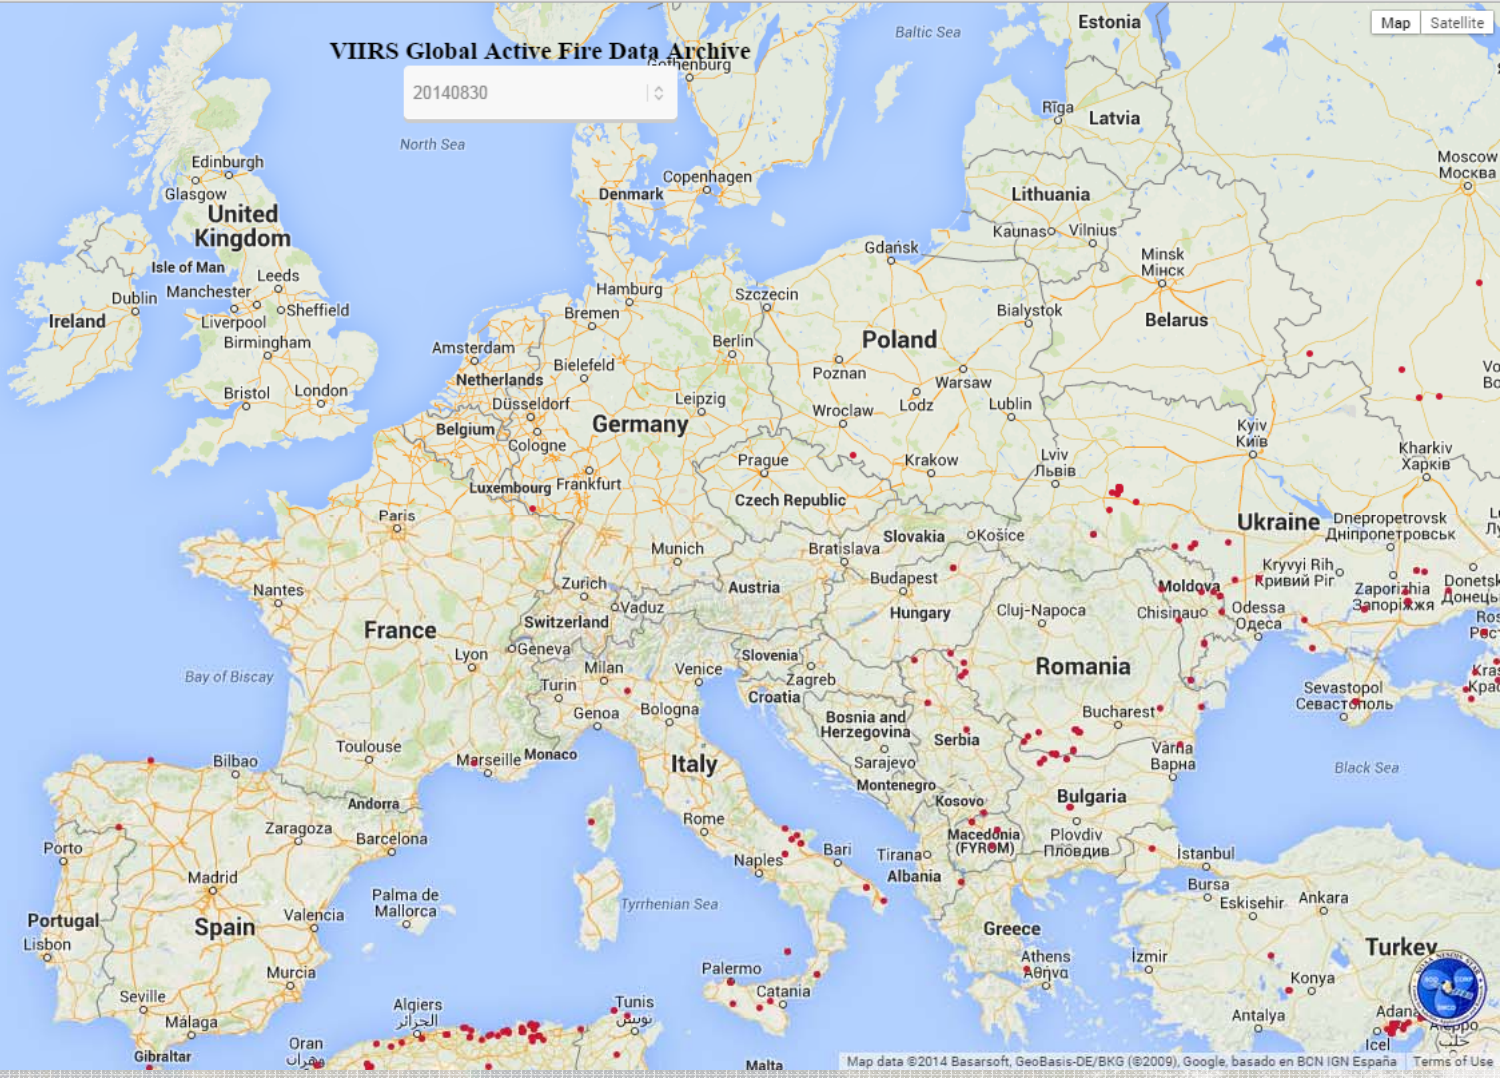 Estonia
Map
Satellite
Baltic Sea
VIIRS Global Active Fire Data Archive
Gothenburg
20140830
Rīga
Latvia
North Sea
Moscow
Москва
Edinburgh
Glasgow
Copenhagen
Denmark
Lithuania
United
Kingdom
Kaunas
Vilnius
Gdańsk
Minsk
Мінск
Isle of Man
Leeds
Manchester
Dublin
Sheffield
Ireland
Liverpool
Hamburg
Szczecin
Bremen
Bialystok
Belarus
Birmingham
Amsterdam
Berlin
Poland
Bielefeld
Netherlands
Poznan
Warsaw
Bristol
London
Düsseldorf
Leipzig
Wroclaw
Lodz
Lublin
Belgium
Germany
Cologne
Kyiv
Київ
Kharkiv
Харків
Prague
Krakow
Lviv
Львів
Luxembourg
Frankfurt
Czech Republic
Paris
Ukraine
Dnepropetrovsk
Дніпропетровськ
Slovakia
Košice
Munich
Bratislava
Nantes
Zurich
Austria
Budapest
Moldova
Kryvyi Rih
Кривий Ріг
Zaporizhia
Запоріжжя
Vaduz
Switzerland
Hungary
Cluj-Napoca
Chisinau
Odessa
Одеса
France
Geneva
Lyon
Slovenia
Milan
Venice
Zagreb
Romania
Bay of Biscay
Turin
Croatia
Sevastopol
Севастополь
Genoa
Bologna
Bosnia and
Herzegovina
Bucharest
Serbia
Toulouse
Marseille
Monaco
Italy
Sarajevo
Varna
Варна
Black Sea
Bilbao
Montenegro
Andorra
Kosovo
Bulgaria
Porto
Zaragoza
Barcelona
Rome
Macedonia
(FYROM)
Plovdiv
Пловдив
Naples
Bari
Tirana
İstanbul
Madrid
Albania
Bursa
Eskisehir
Ankara
Palma de
Mallorca
Tyrrhenian Sea
Portugal
Spain
Valencia
Greece
Lisbon
Turkey
Athens
Αθήνα
İzmir
Murcia
Palermo
Konya
Seville
Catania
Algiers
الجزائر
Tunis
تونس
Antalya
Adana
Málaga
Oran
وهران
Icel
Aleppo
حلب
Gibraltar
Malta
Map data ©2014 Basarsoft, GeoBasis-DE/BKG (©2009), Google, basado en BCN IGN España
Terms of Use